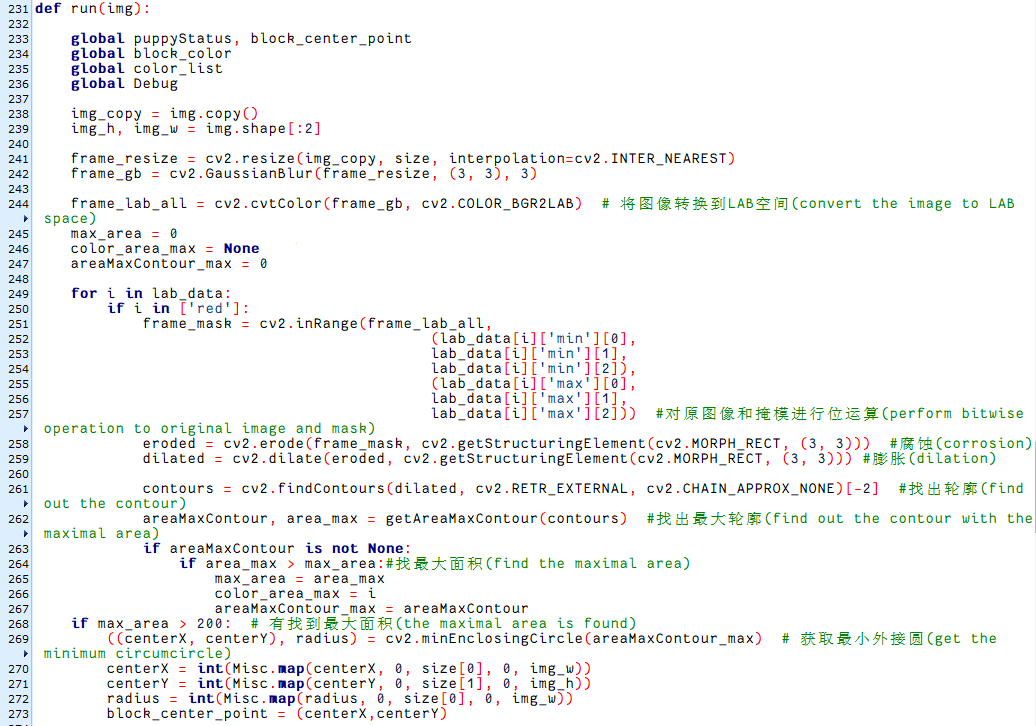 231 def run(img):
232
233 global puppyStatus, block_center_point
234 global block_color
235 global color_list
236 global Debug
237
238 img_copy = img.copy()
239 img_h, img_w = img.shape[:2]
240
241 frame_resize = cv2.resize(img_copy, size, interpolation=cv2.INTER_NEAREST)
242 frame_gb = cv2.GaussianBlur(frame_resize, (3, 3), 3)
243
244 frame_lab_all = cv2.cvtColor(frame_gb, cv2.COLOR_BGR2LAB)  # 将图像转换到LAB空间(convert the image to LAB
space)
245 max_area = 0
246 color_area_max = None
247 areaMaxContour_max = 0
248
249 for i in lab_data:
250 if i in ['red']:
251 frame_mask = cv2.inRange(frame_lab_all,
252 (lab_data[i]['min'][0],
253 lab_data[i]['min'][1],
254 lab_data[i]['min'][2]),
255 (lab_data[i]['max'][0],
256 lab_data[i]['max'][1],
257 lab_data[i]['max'][2]))  #对原图像和掩模进行位运算(perform bitwise
operation to original image and mask)
258 eroded = cv2.erode(frame_mask, cv2.getStructuringElement(cv2.MORPH_RECT, (3, 3)))  #腐蚀(corrosion)
259 dilated = cv2.dilate(eroded, cv2.getStructuringElement(cv2.MORPH_RECT, (3, 3))) #膨胀(dilation)
260
261 contours = cv2.findContours(dilated, cv2.RETR_EXTERNAL, cv2.CHAIN_APPROX_NONE)[-2]  #找出轮廓(find
out the contour)
262 areaMaxContour, area_max = getAreaMaxContour(contours)  #找出最大轮廓(find out the contour with the
maximal area)
263 if areaMaxContour is not None:
264 if area_max > max_area:#找最大面积(find the maximal area)
265 max_area = area_max
266 color_area_max = i
267 areaMaxContour_max = areaMaxContour
268 if max_area > 200:  # 有找到最大面积(the maximal area is found)
269 ((centerX, centerY), radius) = cv2.minEnclosingCircle(areaMaxContour_max)  # 获取最小外接圆(get the
minimum circumcircle)
270 centerX = int(Misc.map(centerX, 0, size[0], 0, img_w))
271 centerY = int(Misc.map(centerY, 0, size[1], 0, img_h))
272 radius = int(Misc.map(radius, 0, size[0], 0, img_w))
273 block_center_point = (centerX,centerY)